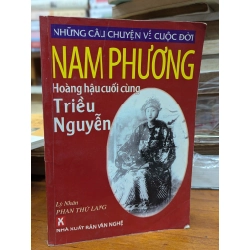 NHỮNG CÂU CHUYỆN VỀ CUỘC ĐỜI
NAM PHƯƠNG
Hoàng hậu cuối cùng
Triều
Nguyễn
Lý Nhân
PHAN THỨ LANG
NHÀ XUẤT BẢN VĂN NGHỆ